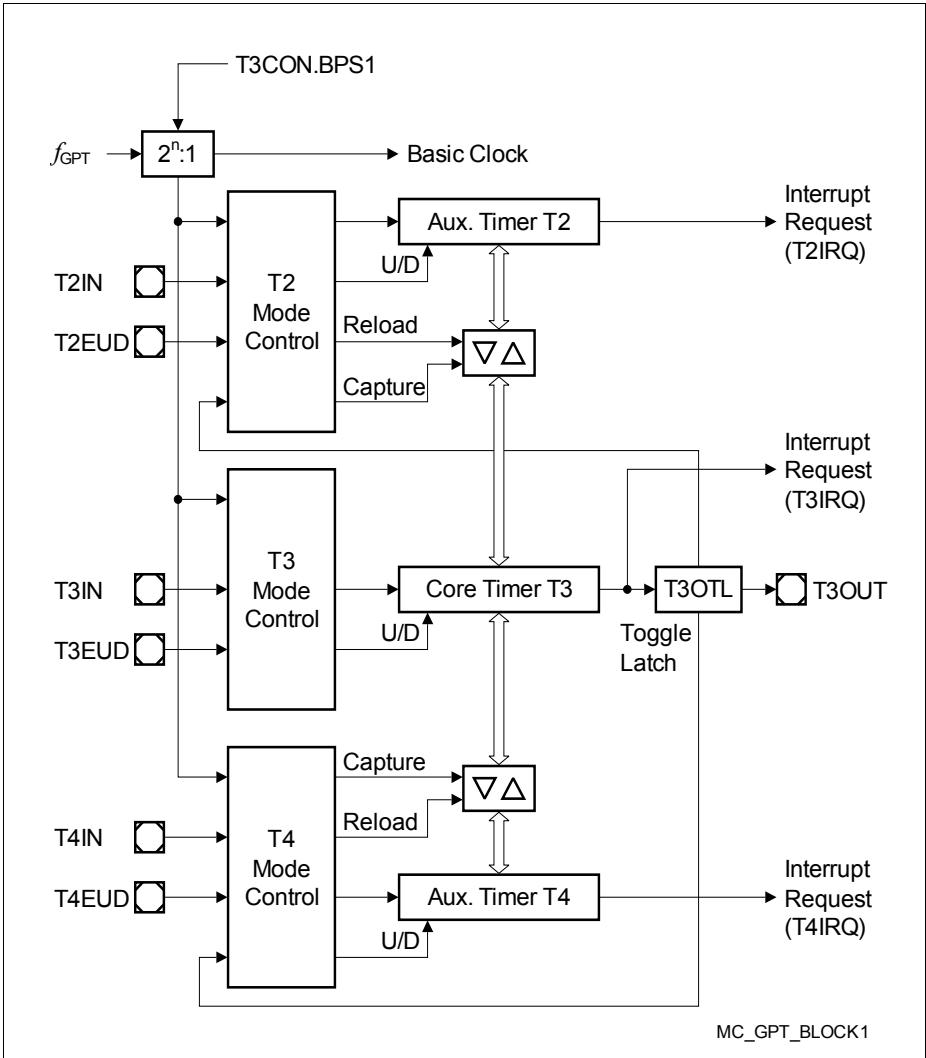 T3CON.BPS1
fGPT
2ⁿ:1
Basic Clock
Interrupt
Request
(T2IRQ)
Aux. Timer T2
U/D
T2IN
T2
Mode
Control
T2EUD
Reload
Capture
Interrupt
Request
(T3IRQ)
T3
Mode
Control
T3IN
Core Timer T3
T3OTL
T3OUT
U/D
T3EUD
Toggle
Latch
Capture
T4IN
T4
Mode
Control
Reload
T4EUD
Aux. Timer T4
U/D
Interrupt
Request
(T4IRQ)
MC_GPT_BLOCK1